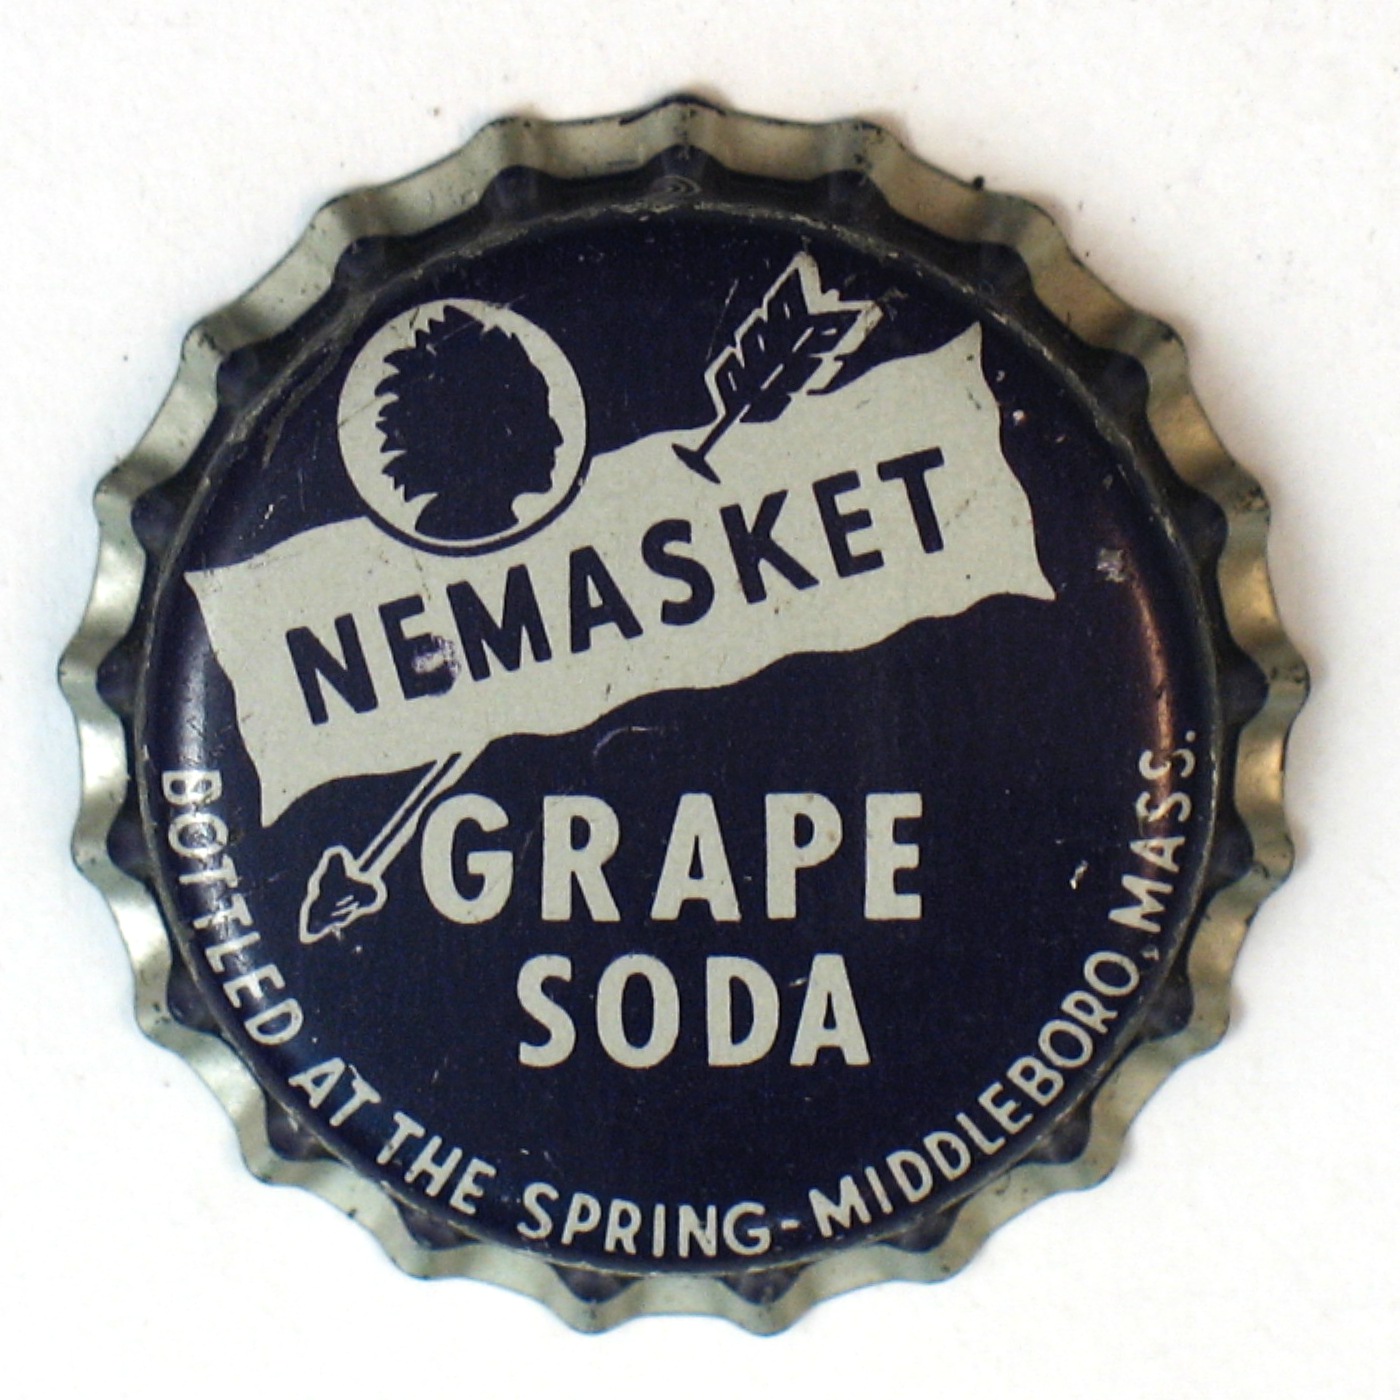 NEMASKET
GRAPE
SODA
BOTTLED AT THE SPRING-MIDDLEBORO, MASS.